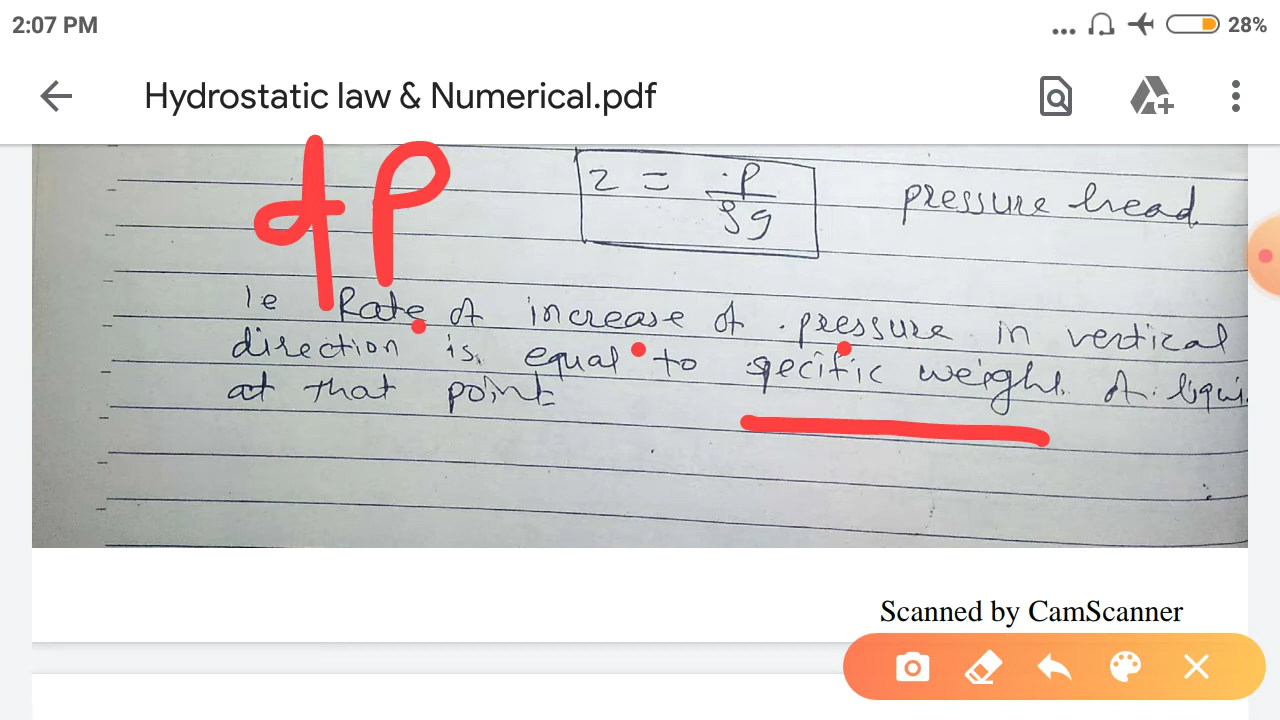 2:07 PM
... 28%
Hydrostatic law & Numerical.pdf
dP
z = P/ρg pressure head
ie Rate of increase of pressure in vertical
direction is equal to specific weight of liqui
at that point
Scanned by CamScanner